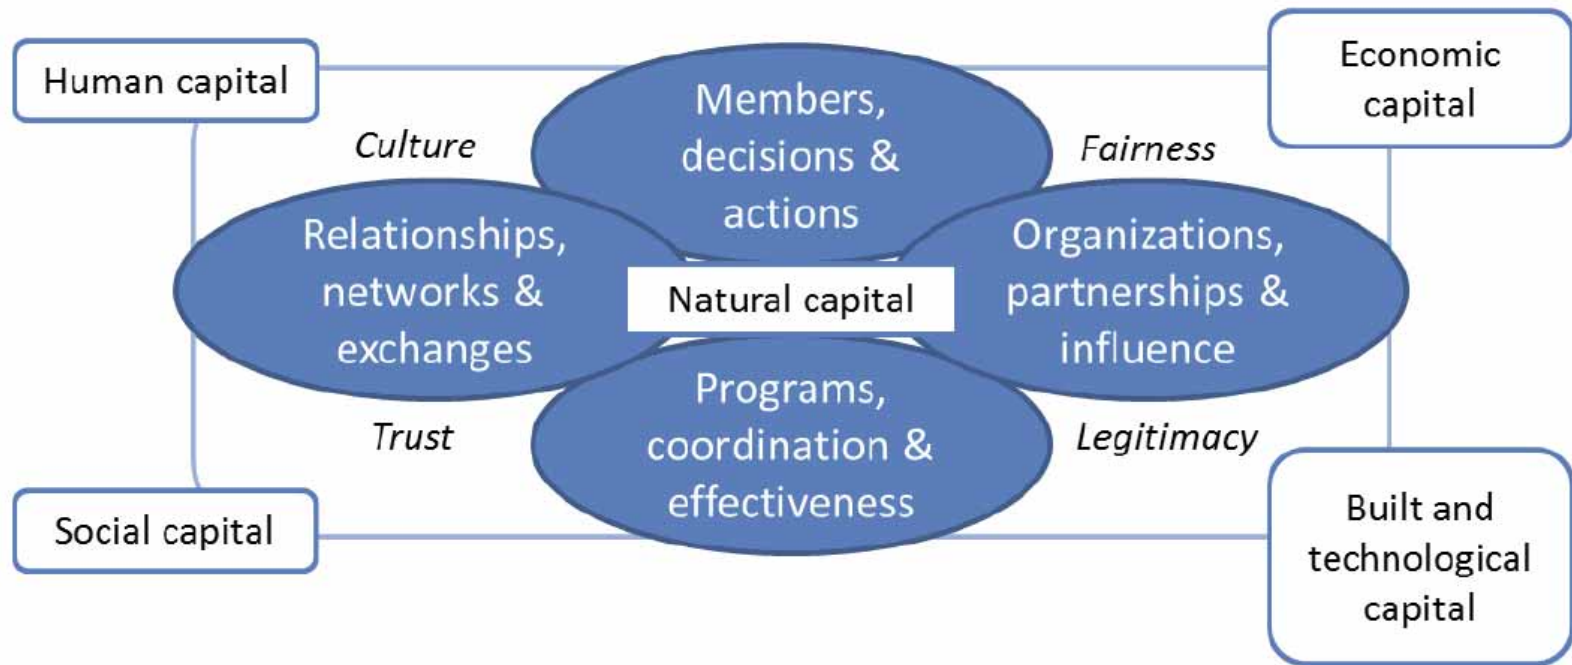 Human capital
Economic
capital
Culture
Members,
decisions &
actions
Fairness
Relationships,
networks &
exchanges
Natural capital
Organizations,
partnerships &
influence
Trust
Programs,
coordination &
effectiveness
Legitimacy
Social capital
Built and
technological
capital